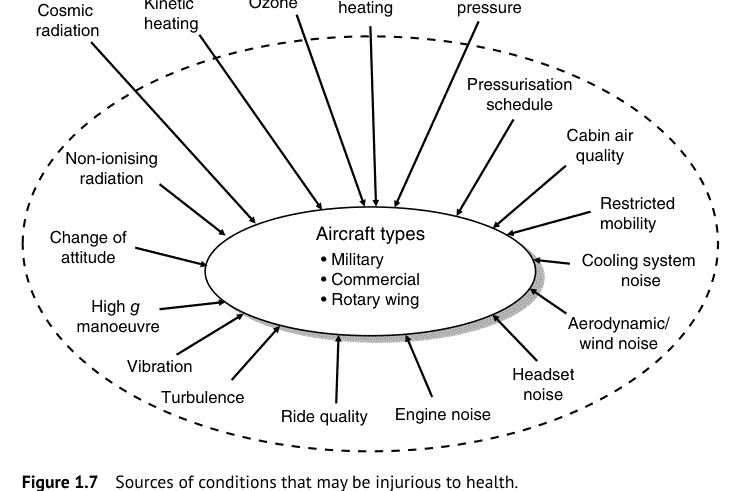 Cosmic
radiation
Kinetic
heating
Ozone
heating
pressure
Pressurisation
schedule
Cabin air
quality
Non-ionising
radiation
Restricted
mobility
Change of
attitude
Aircraft types
• Military
• Commercial
• Rotary wing
Cooling system
noise
High g
manoeuvre
Aerodynamic/
wind noise
Vibration
Turbulence
Ride quality
Engine noise
Headset
noise
Figure 1.7 Sources of conditions that may be injurious to health.